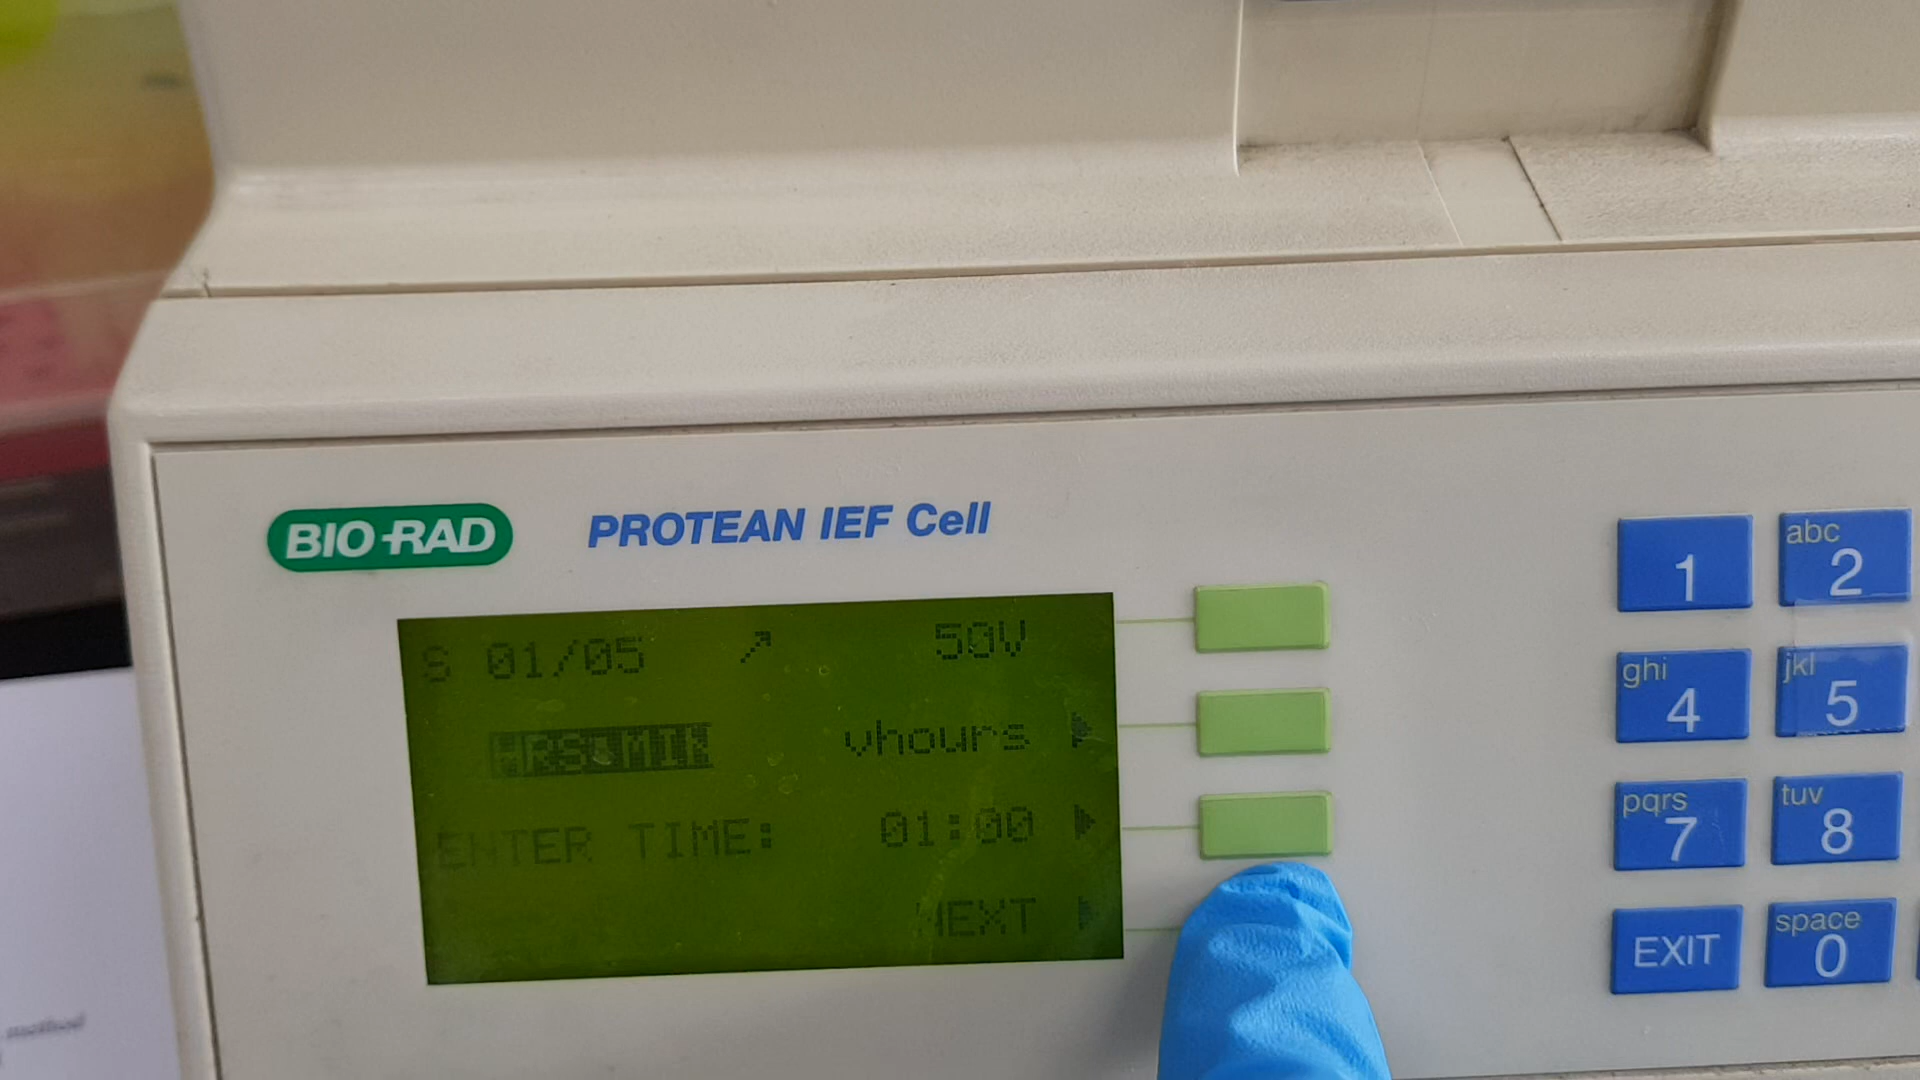 BIO-RAD PROTEAN IEF Cell
S 01/05 ↗ 50V
HRS:MIN vhours
ENTER TIME: 01:00
NEXT
1
abc 2
ghi 4
jkl 5
pqrs 7
tuv 8
EXIT
space 0
method